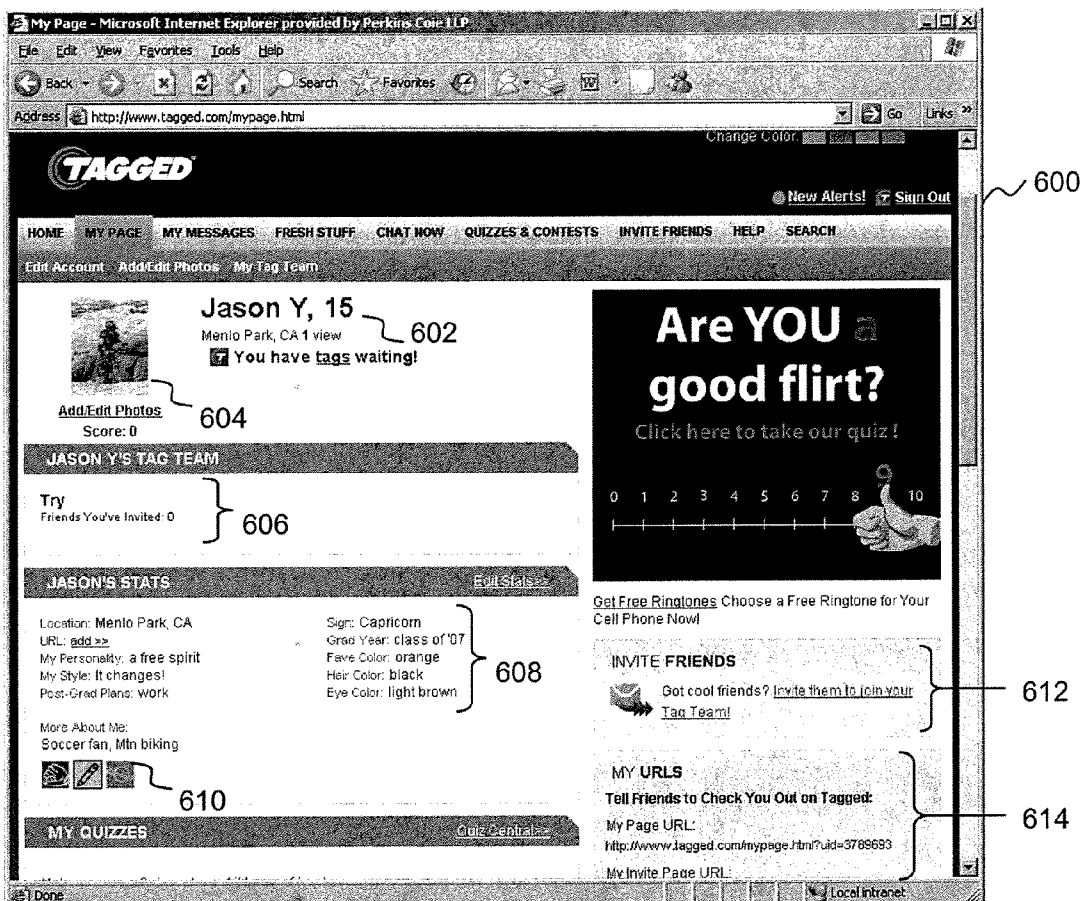 My Page - Microsoft Internet Explorer provided by Perkins Coie LLP
File Edit View Favorites Tools Help
Back Search Favorites
Address http://www.tagged.com/mypage.html Go Links »
Change Color:
TAGGED
New Alerts! Sign Out
600
HOME MY PAGE MY MESSAGES FRESH STUFF CHAT NOW QUIZZES & CONTESTS INVITE FRIENDS HELP SEARCH
Edit Account Add/Edit Photos My Tag Team
Jason Y, 15
602
Menlo Park, CA 1 view
You have tags waiting!
Add/Edit Photos
604
Score: 0
JASON Y'S TAG TEAM
Try
Friends You've Invited: 0
606
JASON'S STATS Edit Stats>>
Location: Menlo Park, CA
URL: add >>
My Personality: a free spirit
My Style: It changes!
Post-Grad Plans: work
Sign: Capricorn
Grad Year: class of '07
Fave Color: orange
Hair Color: black
Eye Color: light brown
608
More About Me:
Soccer fan, Mtn biking
610
MY QUIZZES Quiz Central>>
Are YOU a
good flirt?
Click here to take our quiz !
0 1 2 3 4 5 6 7 8 9 10
Get Free Ringtones Choose a Free Ringtone for Your
Cell Phone Now!
INVITE FRIENDS
Got cool friends? Invite them to join your
Tag Team!
612
MY URLS
Tell Friends to Check You Out on Tagged:
My Page URL:
http://www.tagged.com/mypage.html?uid=3789693
My Invite Page URL:
614
Done Local intranet